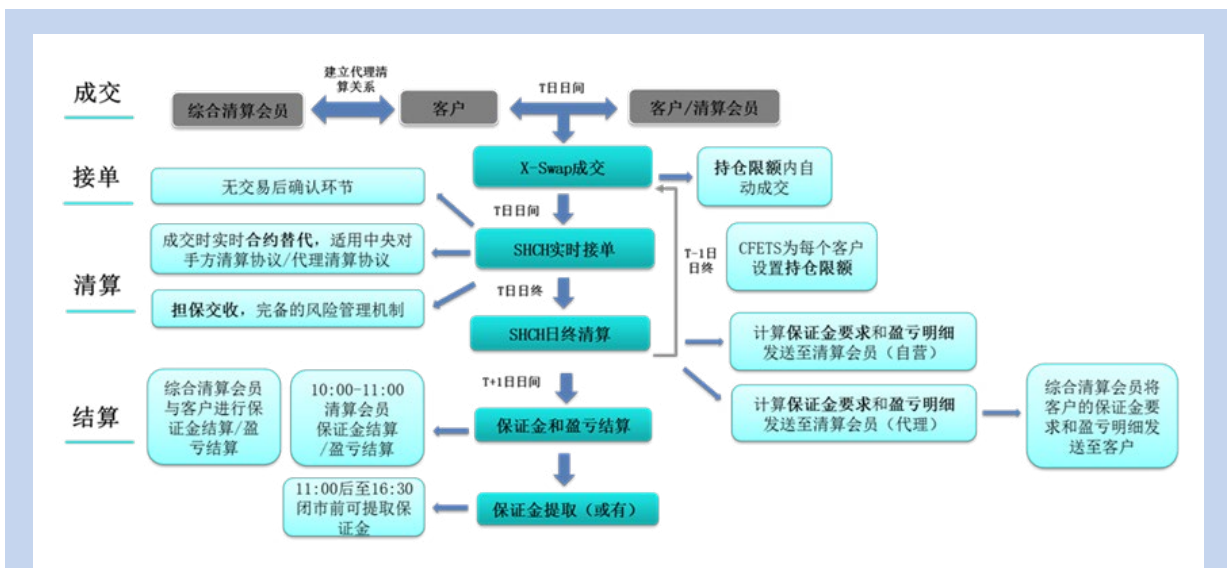 成交
建立代理清
算关系
T日日间
综合清算会员
客户
客户/清算会员
接单
X-Swap成交
持仓限额内自
动成交
无交易后确认环节
T日日间
成交时实时合约替代，适用中央对
手方清算协议/代理清算协议
SHCH实时接单
T-1日
日终
CFETS为每个客户
设置持仓限额
清算
T日日终
担保交收，完备的风险管理机制
SHCH日终清算
计算保证金要求和盈亏明细
发送至清算会员（自营）
T+1日日间
结算
综合清算会员
与客户进行保
证金结算/盈
亏结算
10:00-11:00
清算会员
保证金结算
/盈亏结算
保证金和盈亏结算
计算保证金要求和盈亏明细
发送至清算会员（代理）
综合清算会员将
客户的保证金要
求和盈亏明细发
送至客户
11:00后至16:30
闭市前可提取保
证金
保证金提取（或有）